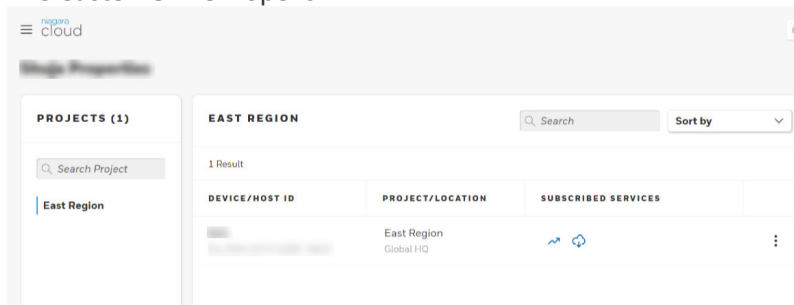 niagara
cloud
PROJECTS (1)
Search Project
East Region
EAST REGION
Search
Sort by
1 Result
DEVICE/HOST ID
PROJECT/LOCATION
SUBSCRIBED SERVICES
East Region
Global HQ